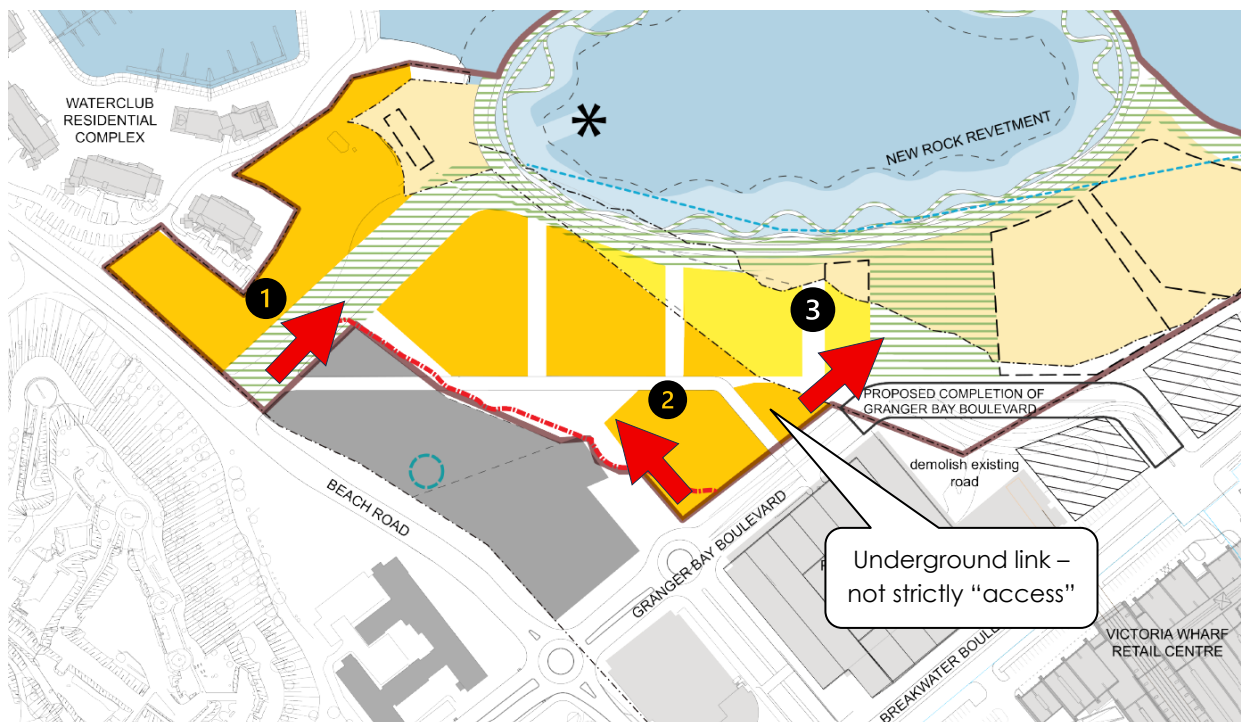 WATERCLUB
RESIDENTIAL
COMPLEX
*
NEW ROCK REVETMENT
1
3
2
PROPOSED COMPLETION OF
GRANGER BAY BOULEVARD
demolish existing
road
BEACH ROAD
GRANGER BAY BOULEVARD
Underground link –
not strictly “access”
VICTORIA WHARF
RETAIL CENTRE
BREAKWATER